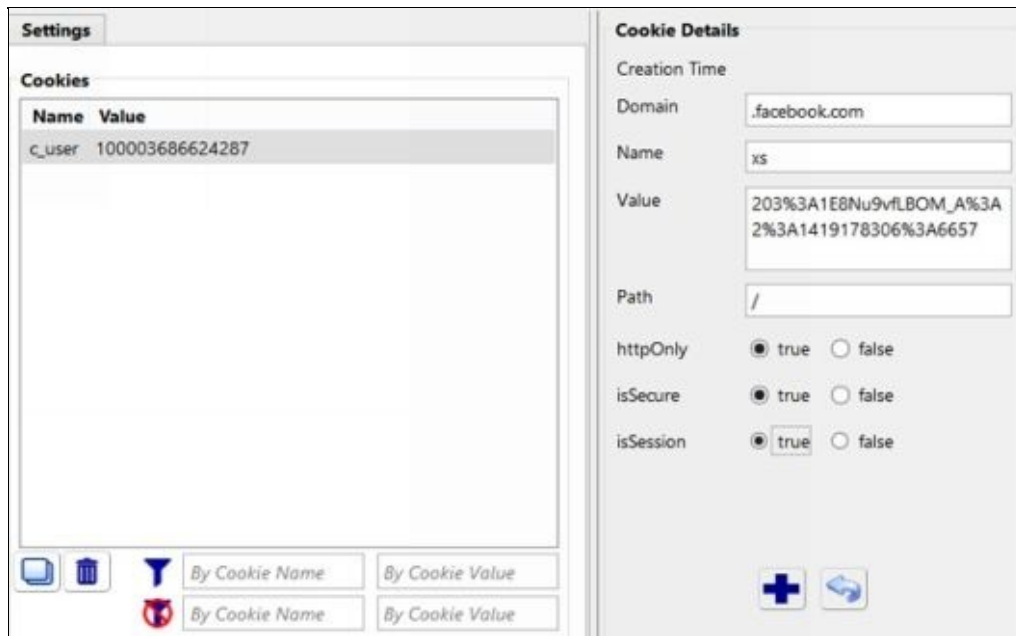 Settings
Cookies
Name Value
c_user 100003686624287
By Cookie Name By Cookie Value
By Cookie Name By Cookie Value
Cookie Details
Creation Time
Domain .facebook.com
Name xs
Value 203%3A1E8Nu9vfLBOM_A%3A
2%3A1419178306%3A6657
Path /
httpOnly true false
isSecure true false
isSession true false